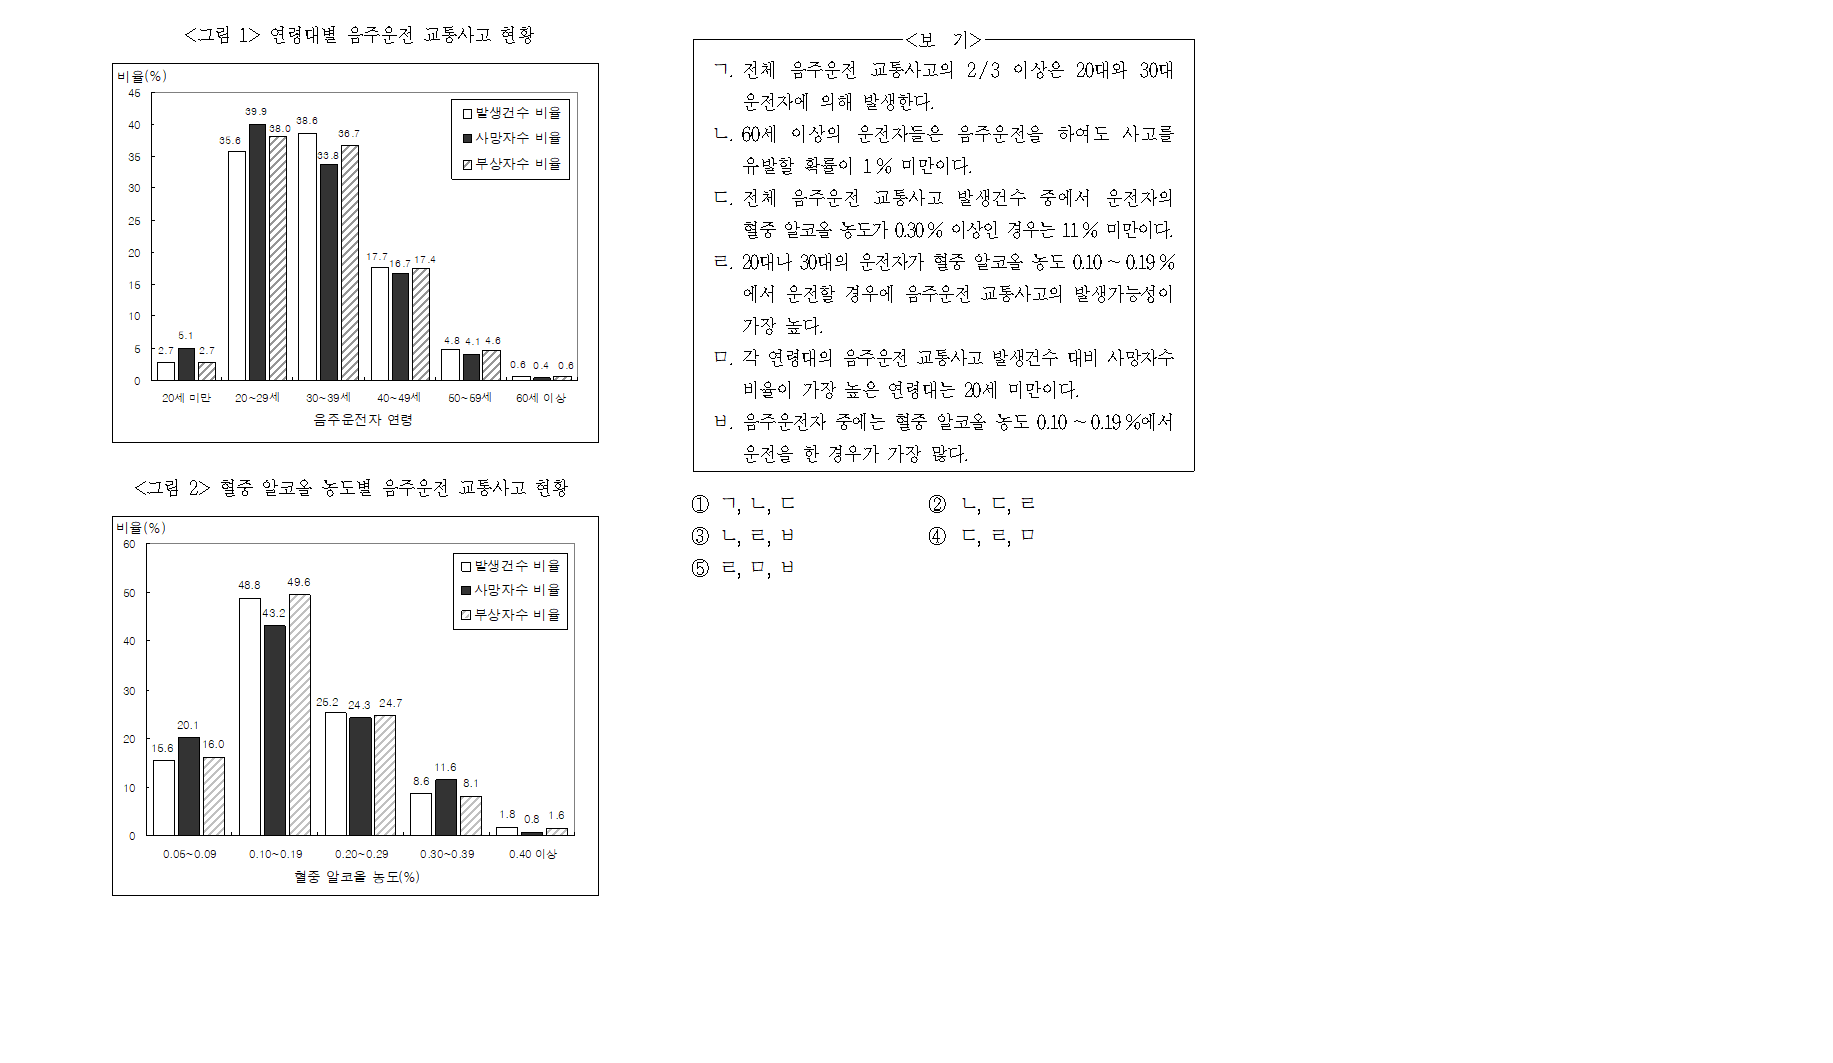 <그림 1> 연령대별 음주운전 교통사고 현황
비율(%)
45
40
35
30
25
20
15
10
5
0
발생건수 비율
사망자수 비율
부상자수 비율
2.7 5.1 2.7
35.6 39.9 38.0
38.6 33.8 36.7
17.7 16.7 17.4
4.8 4.1 4.6
0.6 0.4 0.6
20세 미만 20~29세 30~39세 40~49세 50~59세 60세 이상
음주운전자 연령
<그림 2> 혈중 알코올 농도별 음주운전 교통사고 현황
비율(%)
60
50
40
30
20
10
0
발생건수 비율
사망자수 비율
부상자수 비율
15.6 20.1 16.0
48.8 43.2 49.6
25.2 24.3 24.7
8.6 11.6 8.1
1.8 0.8 1.6
0.05~0.09 0.10~0.19 0.20~0.29 0.30~0.39 0.40 이상
혈중 알코올 농도(%)
<보 기>
ㄱ. 전체 음주운전 교통사고의 2/3 이상은 20대와 30대
운전자에 의해 발생한다.
ㄴ. 60세 이상의 운전자들은 음주운전을 하여도 사고를
유발할 확률이 1% 미만이다.
ㄷ. 전체 음주운전 교통사고 발생건수 중에서 운전자의
혈중 알코올 농도가 0.30% 이상인 경우는 11% 미만이다.
ㄹ. 20대나 30대의 운전자가 혈중 알코올 농도 0.10 ~ 0.19%
에서 운전할 경우에 음주운전 교통사고의 발생가능성이
가장 높다.
ㅁ. 각 연령대의 음주운전 교통사고 발생건수 대비 사망자수
비율이 가장 높은 연령대는 20세 미만이다.
ㅂ. 음주운전자 중에는 혈중 알코올 농도 0.10 ~ 0.19%에서
운전을 한 경우가 가장 많다.
① ㄱ, ㄴ, ㄷ ② ㄴ, ㄷ, ㄹ
③ ㄴ, ㄹ, ㅂ ④ ㄷ, ㄹ, ㅁ
⑤ ㄹ, ㅁ, ㅂ